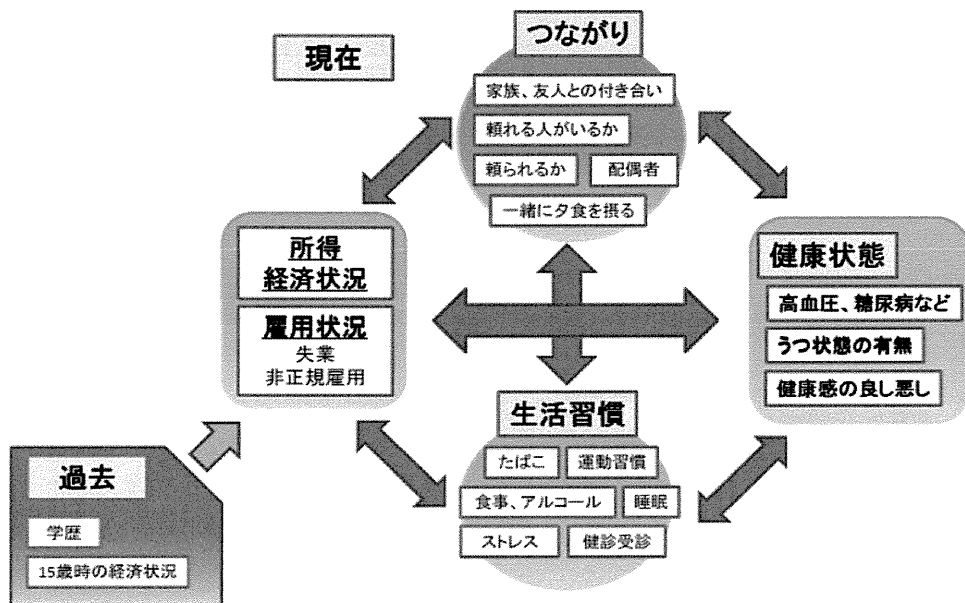 現在
つながり
家族、友人との付き合い
頼れる人がいるか
頼られるか
配偶者
一緒に夕食を摂る
所得
経済状況
雇用状況
失業
非正規雇用
健康状態
高血圧、糖尿病など
うつ状態の有無
健康感の良し悪し
生活習慣
たばこ
運動習慣
食事、アルコール
睡眠
ストレス
健診受診
過去
学歴
15歳時の経済状況